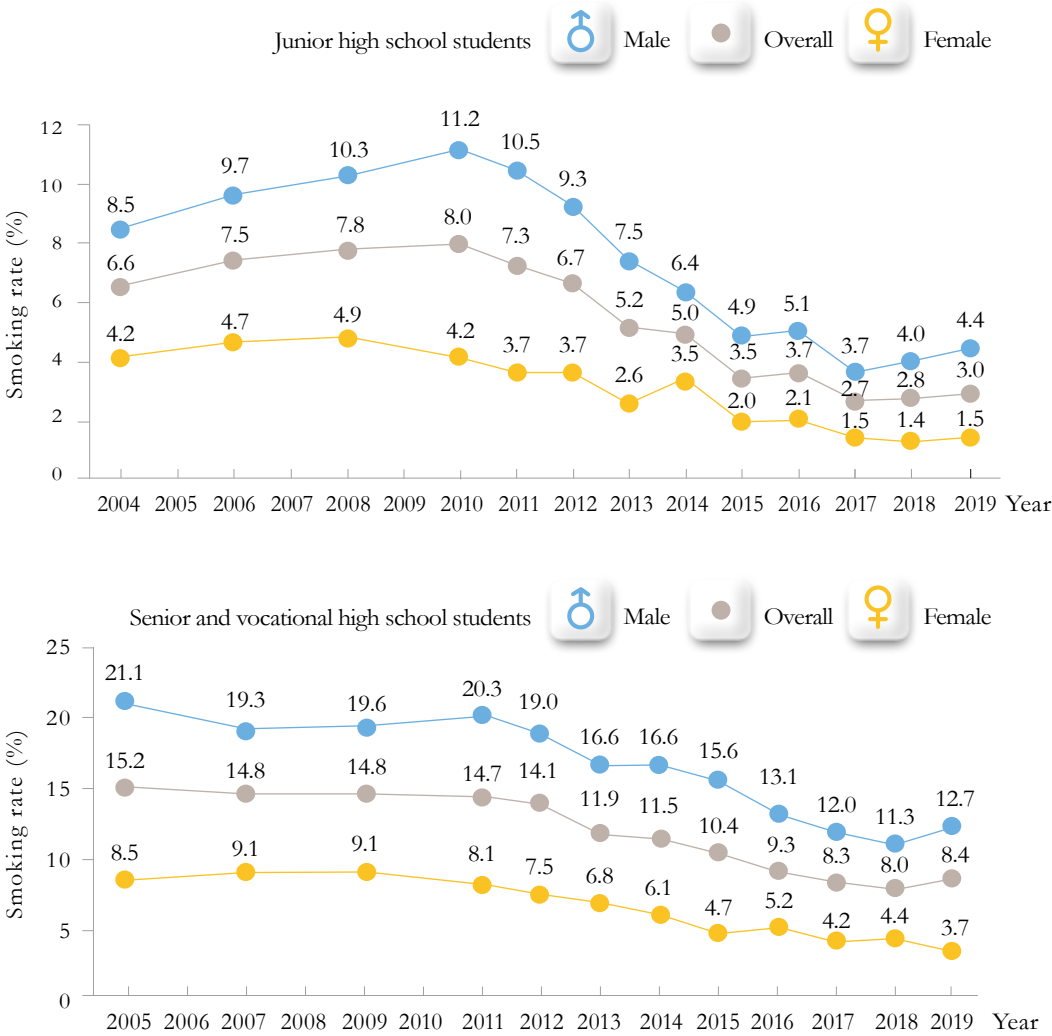 Junior high school students Male Overall Female
Smoking rate (%)
12
10
8
6
4
2
0
8.5 9.7 10.3 11.2 10.5 9.3 7.5 6.4 4.9 5.1 3.7 4.0 4.4
6.6 7.5 7.8 8.0 7.3 6.7 5.2 5.0 3.5 3.7 2.7 2.8 3.0
4.2 4.7 4.9 4.2 3.7 3.7 2.6 3.5 2.0 2.1 1.5 1.4 1.5
2004 2005 2006 2007 2008 2009 2010 2011 2012 2013 2014 2015 2016 2017 2018 2019 Year
Senior and vocational high school students Male Overall Female
Smoking rate (%)
25
20
15
10
5
0
21.1 19.3 19.6 20.3 19.0 16.6 16.6 15.6 13.1 12.0 11.3 12.7
15.2 14.8 14.8 14.7 14.1 11.9 11.5 10.4 9.3 8.3 8.0 8.4
8.5 9.1 9.1 8.1 7.5 6.8 6.1 4.7 5.2 4.2 4.4 3.7
2005 2006 2007 2008 2009 2010 2011 2012 2013 2014 2015 2016 2017 2018 2019 Year